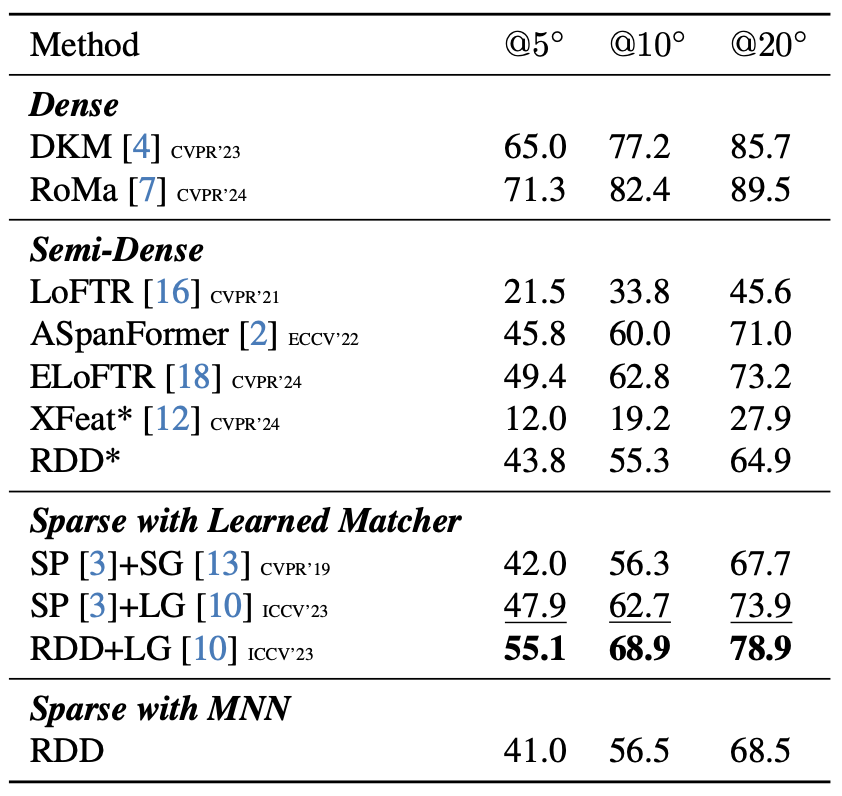 Method @5° @10° @20°
Dense
DKM [4] CVPR'23 65.0 77.2 85.7
RoMa [7] CVPR'24 71.3 82.4 89.5
Semi-Dense
LoFTR [16] CVPR'21 21.5 33.8 45.6
ASpanFormer [2] ECCV'22 45.8 60.0 71.0
ELoFTR [18] CVPR'24 49.4 62.8 73.2
XFeat* [12] CVPR'24 12.0 19.2 27.9
RDD* 43.8 55.3 64.9
Sparse with Learned Matcher
SP [3]+SG [13] CVPR'19 42.0 56.3 67.7
SP [3]+LG [10] ICCV'23 47.9 62.7 73.9
RDD+LG [10] ICCV'23 55.1 68.9 78.9
Sparse with MNN
RDD 41.0 56.5 68.5